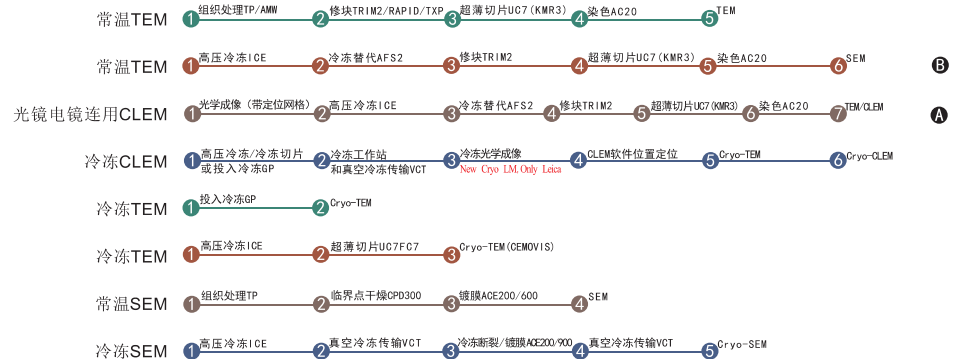 常温TEM 1 组织处理TP/AMW 2 修块TRIM2/RAPID/TXP 3 超薄切片UC7(KMR3) 4 染色AC20 5 TEM
常温TEM 1 高压冷冻ICE 2 冷冻替代AFS2 3 修块TRIM2 4 超薄切片UC7(KMR3) 5 染色AC20 6 SEM B
光镜电镜连用CLEM 1 光学成像（带定位网格） 2 高压冷冻ICE 3 冷冻替代AFS2 4 修块TRIM2 5 超薄切片UC7(KMR3) 6 染色AC20 7 TEM/CLEM A
冷冻CLEM 1 高压冷冻/冷冻切片 2 冷冻工作站 3 冷冻光学成像 4 CLEM软件位置定位 5 Cryo-TEM 6 Cryo-CLEM
或投入冷冻GP 和真空冷冻传输VCT New Cryo LM. Only Leica
冷冻TEM 1 投入冷冻GP 2 Cryo-TEM
冷冻TEM 1 高压冷冻ICE 2 超薄切片UC7FC7 3 Cryo-TEM(CEMOVIS)
常温SEM 1 组织处理TP 2 临界点干燥CPD300 3 镀膜ACE200/600 4 SEM
冷冻SEM 1 高压冷冻ICE 2 真空冷冻传输VCT 3 冷冻断裂/镀膜ACE200/900 4 真空冷冻传输VCT 5 Cryo-SEM